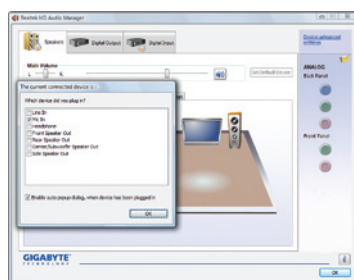 Realtek HD Audio Manager
Speakers
Digital Output
Digital Input
Device advanced settings
Main Volume
L
R
Set Default Device
ANALOG
Back Panel
Front Panel
The current connected device is :
Which device did you plug in?
Line In
Mic In
Headphone
Front Speaker Out
Rear Speaker Out
Center/Subwoofer Speaker Out
Side Speaker Out
Enable auto popup dialog, when device has been plugged in
OK
GIGABYTE
TECHNOLOGY
i
OK